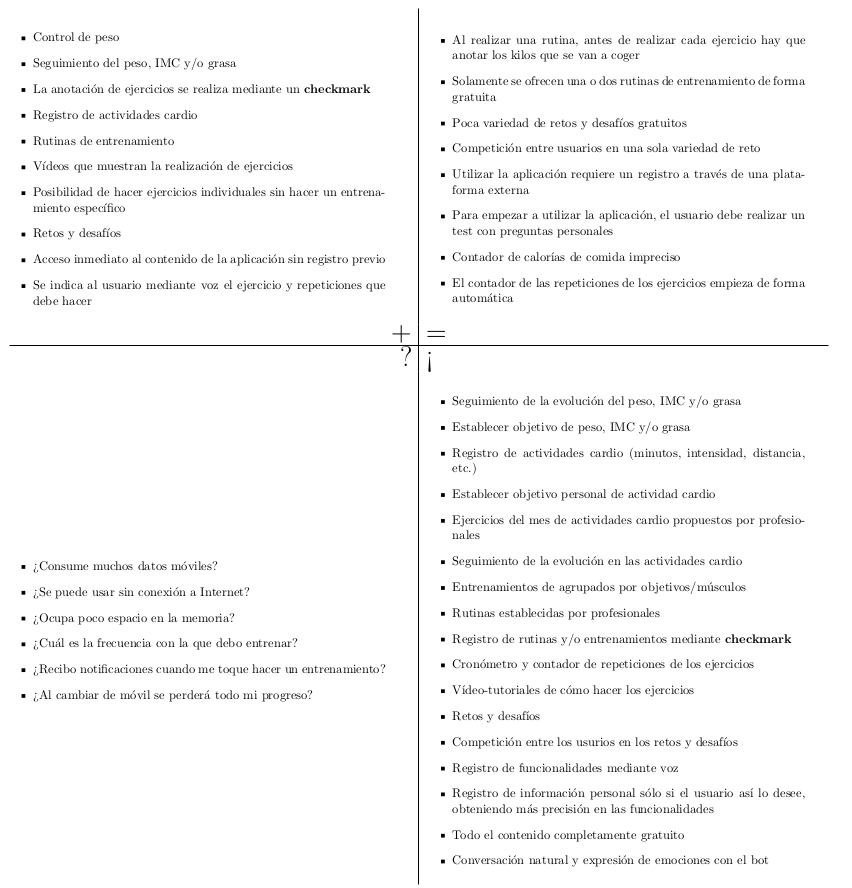 ▪ Control de peso
▪ Seguimiento del peso, IMC y/o grasa
▪ La anotación de ejercicios se realiza mediante un checkmark
▪ Registro de actividades cardio
▪ Rutinas de entrenamiento
▪ Vídeos que muestran la realización de ejercicios
▪ Posibilidad de hacer ejercicios individuales sin hacer un entrena-
miento específico
▪ Retos y desafíos
▪ Acceso inmediato al contenido de la aplicación sin registro previo
▪ Se indica al usuario mediante voz el ejercicio y repeticiones que
debe hacer
▪ Al realizar una rutina, antes de realizar cada ejercicio hay que
anotar los kilos que se van a coger
▪ Solamente se ofrecen una o dos rutinas de entrenamiento de forma
gratuita
▪ Poca variedad de retos y desafíos gratuitos
▪ Competición entre usuarios en una sola variedad de reto
▪ Utilizar la aplicación requiere un registro a través de una plata-
forma externa
▪ Para empezar a utilizar la aplicación, el usuario debe realizar un
test con preguntas personales
▪ Contador de calorías de comida impreciso
▪ El contador de las repeticiones de los ejercicios empieza de forma
automática
+ =
? ¡
▪ ¿Consume muchos datos móviles?
▪ ¿Se puede usar sin conexión a Internet?
▪ ¿Ocupa poco espacio en la memoria?
▪ ¿Cuál es la frecuencia con la que debo entrenar?
▪ ¿Recibo notificaciones cuando me toque hacer un entrenamiento?
▪ ¿Al cambiar de móvil se perderá todo mi progreso?
▪ Seguimiento de la evolución del peso, IMC y/o grasa
▪ Establecer objetivo de peso, IMC y/o grasa
▪ Registro de actividades cardio (minutos, intensidad, distancia,
etc.)
▪ Establecer objetivo personal de actividad cardio
▪ Ejercicios del mes de actividades cardio propuestos por profesio-
nales
▪ Seguimiento de la evolución en las actividades cardio
▪ Entrenamientos de agrupados por objetivos/músculos
▪ Rutinas establecidas por profesionales
▪ Registro de rutinas y/o entrenamientos mediante checkmark
▪ Cronómetro y contador de repeticiones de los ejercicios
▪ Vídeo-tutoriales de cómo hacer los ejercicios
▪ Retos y desafíos
▪ Competición entre los usurios en los retos y desafíos
▪ Registro de funcionalidades mediante voz
▪ Registro de información personal sólo si el usuario así lo desee,
obteniendo más precisión en las funcionalidades
▪ Todo el contenido completamente gratuito
▪ Conversación natural y expresión de emociones con el bot